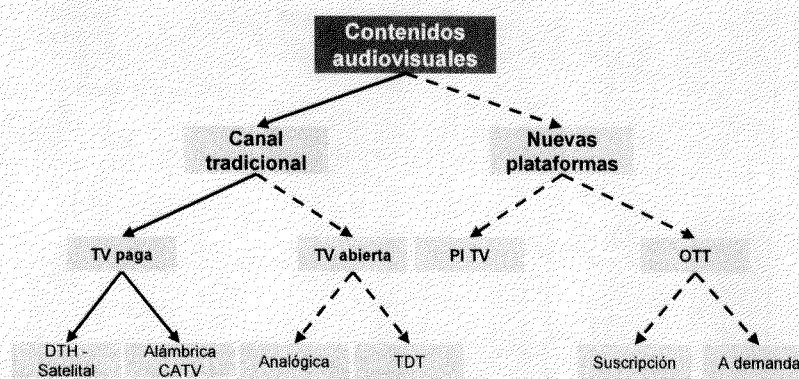 Contenidos
audiovisuales
Canal
tradicional
Nuevas
plataformas
TV paga
TV abierta
PI TV
OTT
DTH -
Satelital
Alámbrica
CATV
Analógica
TDT
Suscripción
A demanda